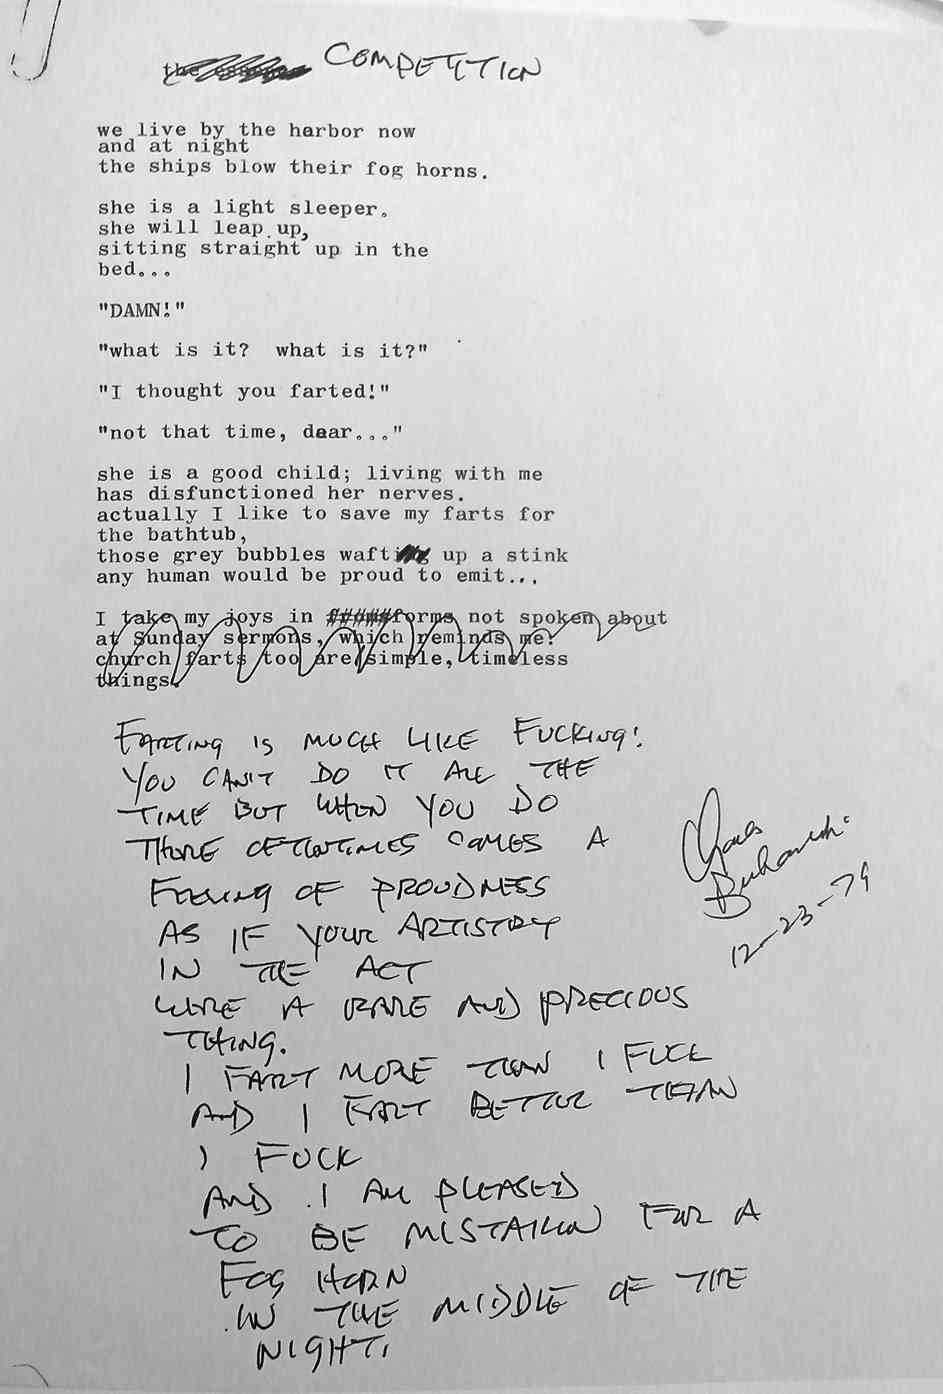 the COMPETITION
we live by the harbor now
and at night
the ships blow their fog horns.
she is a light sleeper.
she will leap up,
sitting straight up in the
bed...
"DAMN!"
"what is it?  what is it?"
"I thought you farted!"
"not that time, dear..."
she is a good child; living with me
has disfunctioned her nerves.
actually I like to save my farts for
the bathtub,
those grey bubbles wafting up a stink
any human would be proud to emit...
I take my joys in #####forms not spoken about
at Sunday sermons, which reminds me:
church farts too are simple, timeless
things.
FARTING IS MUCH LIKE FUCKING:
YOU CAN'T DO IT ALL THE
TIME BUT WHEN YOU DO
THERE OFTENTIMES COMES A
FEELING OF PROUDNESS
AS IF YOUR ARTISTRY
IN THE ACT
WERE A RARE AND PRECIOUS
THING.
I FART MORE THAN I FUCK
AND I FART BETTER THAN
I FUCK
AND I AM PLEASED
TO BE MISTAKEN FOR A
FOG HORN
IN THE MIDDLE OF THE
NIGHT.
Charles
Bukowski
12-23-79